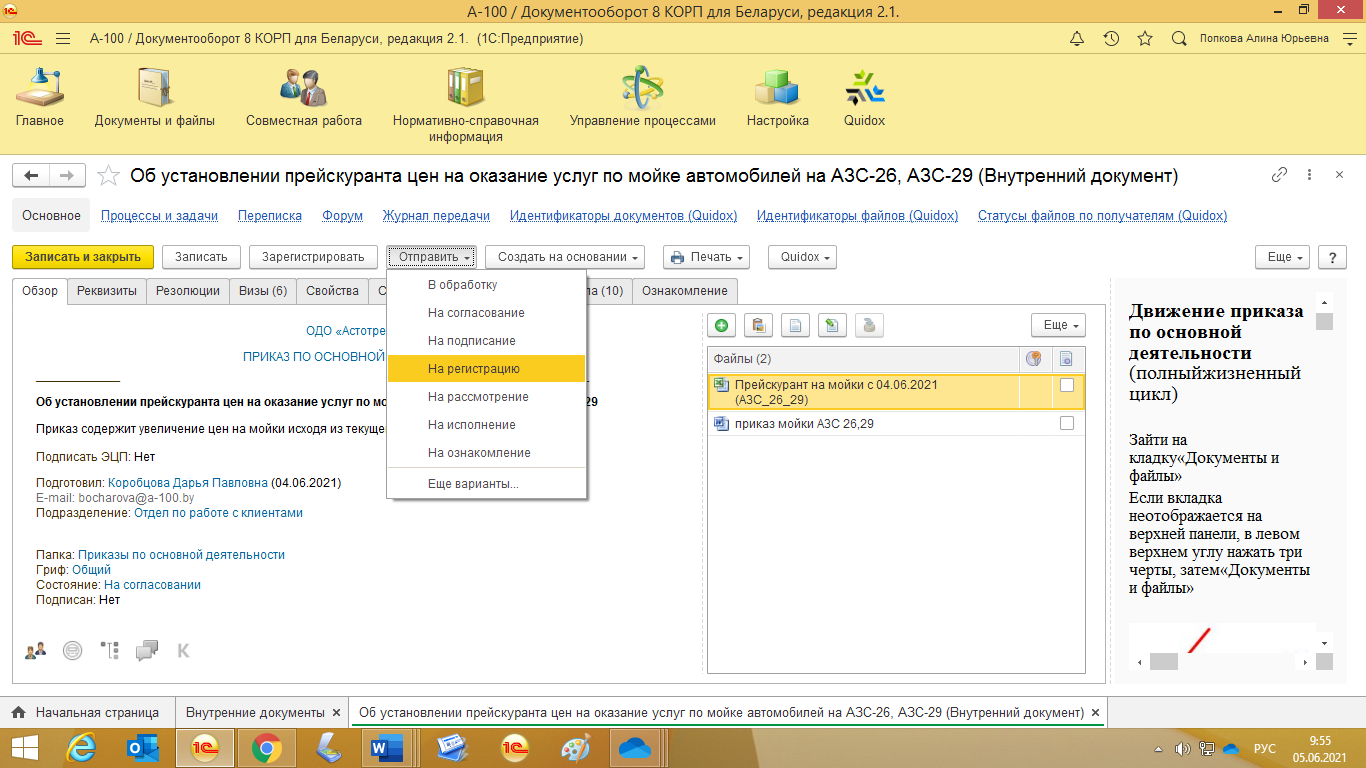 А-100 / Документооборот 8 КОРП для Беларуси, редакция 2.1.
А-100 / Документооборот 8 КОРП для Беларуси, редакция 2.1. (1С:Предприятие)
Попкова Алина Юрьевна
Главное
Документы и файлы
Совместная работа
Нормативно-справочная
информация
Управление процессами
Настройка
Quidox
Об установлении прейскуранта цен на оказание услуг по мойке автомобилей на АЗС-26, АЗС-29 (Внутренний документ)
Основное Процессы и задачи Переписка Форум Журнал передачи Идентификаторы документов (Quidox) Идентификаторы файлов (Quidox) Статусы файлов по получателям (Quidox)
Записать и закрыть Записать Зарегистрировать Отправить Создать на основании Печать Quidox Еще ?
Обзор Реквизиты Резолюции Визы (6) Свойства С ла (10) Ознакомление
В обработку
На согласование
На подписание
На регистрацию
На рассмотрение
На исполнение
На ознакомление
Еще варианты...
ОДО «Астотре
ПРИКАЗ ПО ОСНОВНОЙ
Об установлении прейскуранта цен на оказание услуг по мо 29
Приказ содержит увеличение цен на мойки исходя из текуще
Подписать ЭЦП: Нет
Подготовил: Коробцова Дарья Павловна (04.06.2021)
E-mail: bocharova@a-100.by
Подразделение: Отдел по работе с клиентами
Папка: Приказы по основной деятельности
Гриф: Общий
Состояние: На согласовании
Подписан: Нет
Еще
Файлы (2)
Прейскурант на мойки с 04.06.2021
(АЗС_26_29)
приказ мойки АЗС 26,29
Движение приказа
по основной
деятельности
(полныйжизненный
цикл)
Зайти на
кладку«Документы и
файлы»
Если вкладка
неотображается на
верхней панели, в левом
верхнем углу нажать три
черты, затем«Документы
и файлы»
Начальная страница
Внутренние документы
Об установлении прейскуранта цен на оказание услуг по мойке автомобилей на АЗС-26, АЗС-29 (Внутренний документ)
РУС
9:55
05.06.2021